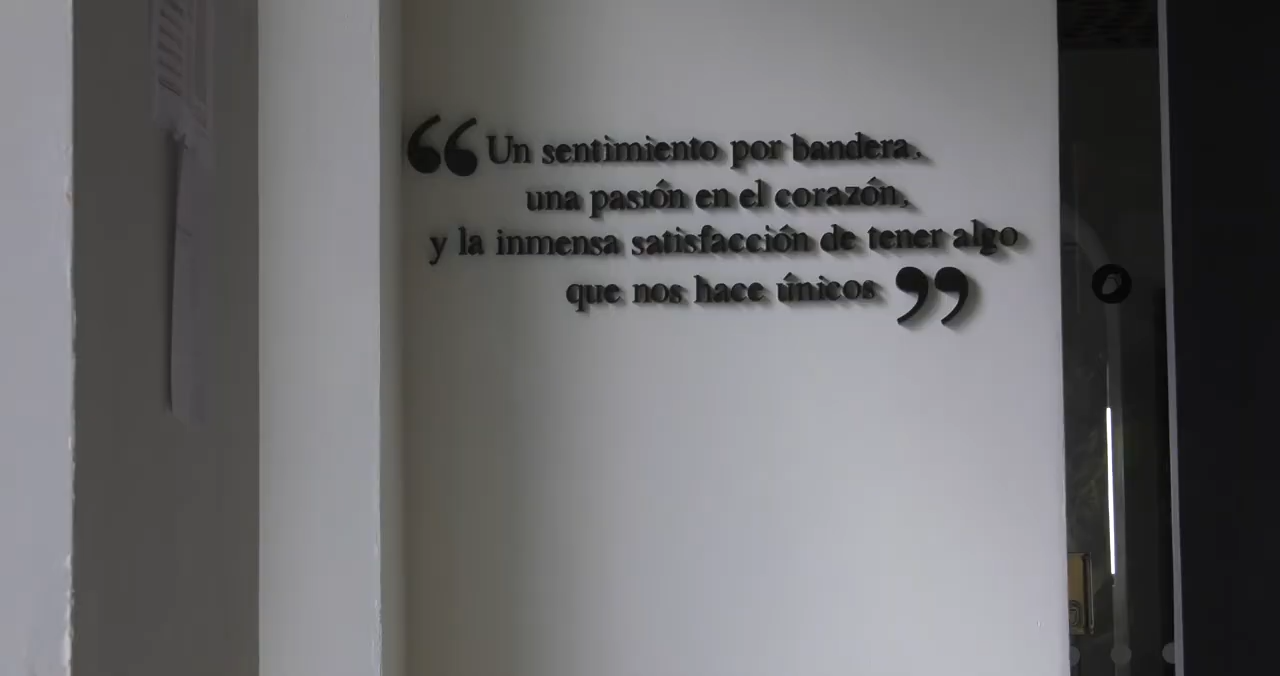 “Un sentimiento por bandera,
una pasión en el corazón,
y la inmensa satisfacción de tener algo
que nos hace únicos”